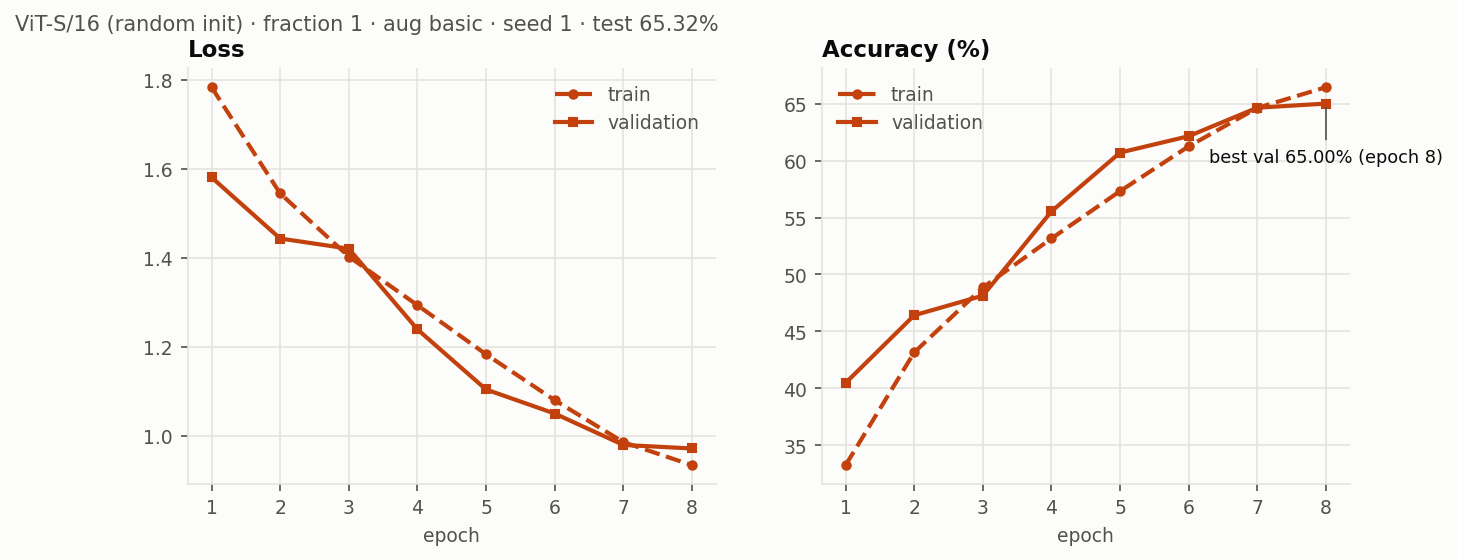 ViT-S/16 (random init) · fraction 1 · aug basic · seed 1 · test 65.32%
Loss
1.8
1.6
1.4
1.2
1.0
train
validation
1 2 3 4 5 6 7 8
epoch
Accuracy (%)
65
60
55
50
45
40
35
train
validation
best val 65.00% (epoch 8)
1 2 3 4 5 6 7 8
epoch